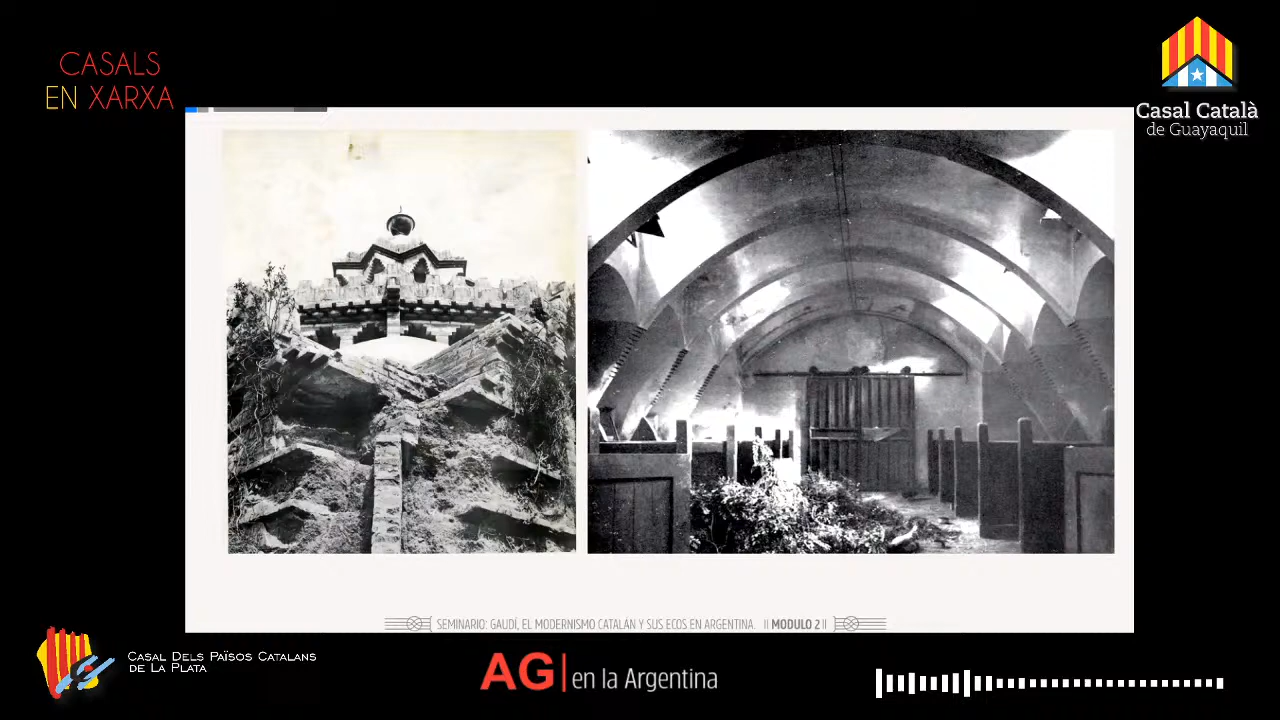 CASALS
EN XARXA
Casal Català
de Guayaquil
SEMINARIO: GAUDÍ, EL MODERNISMO CATALÁN Y SUS ECOS EN ARGENTINA. || MODULO 2 ||
CASAL DELS PAÏSOS CATALANS
DE LA PLATA
AG | en la Argentina